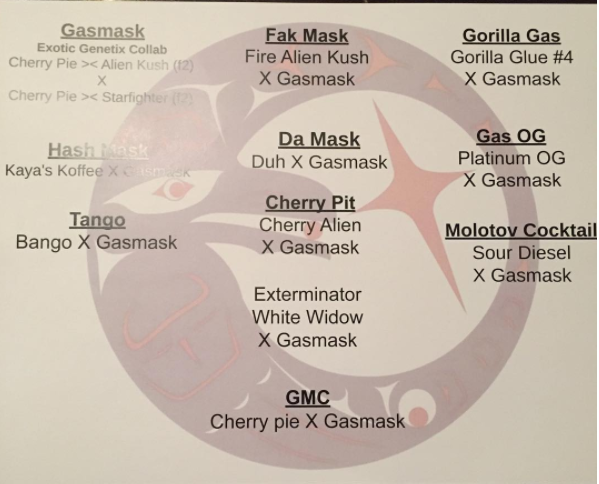 Gasmask
Exotic Genetix Collab
Cherry Pie >< Alien Kush (f2)
X
Cherry Pie >< Starfighter (f2)
Hash Mask
Kaya's Koffee X Gasmask
Tango
Bango X Gasmask
Fak Mask
Fire Alien Kush
X Gasmask
Da Mask
Duh X Gasmask
Cherry Pit
Cherry Alien
X Gasmask
Exterminator
White Widow
X Gasmask
GMC
Cherry pie X Gasmask
Gorilla Gas
Gorilla Glue #4
X Gasmask
Gas OG
Platinum OG
X Gasmask
Molotov Cocktail
Sour Diesel
X Gasmask